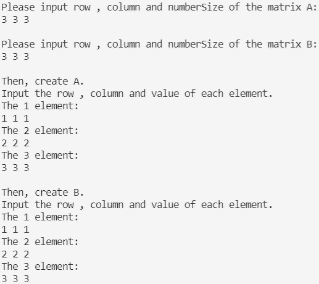 Please input row , column and numberSize of the matrix A:
3 3 3
Please input row , column and numberSize of the matrix B:
3 3 3
Then, create A.
Input the row , column and value of each element.
The 1 element:
1 1 1
The 2 element:
2 2 2
The 3 element:
3 3 3
Then, create B.
Input the row , column and value of each element.
The 1 element:
1 1 1
The 2 element:
2 2 2
The 3 element:
3 3 3